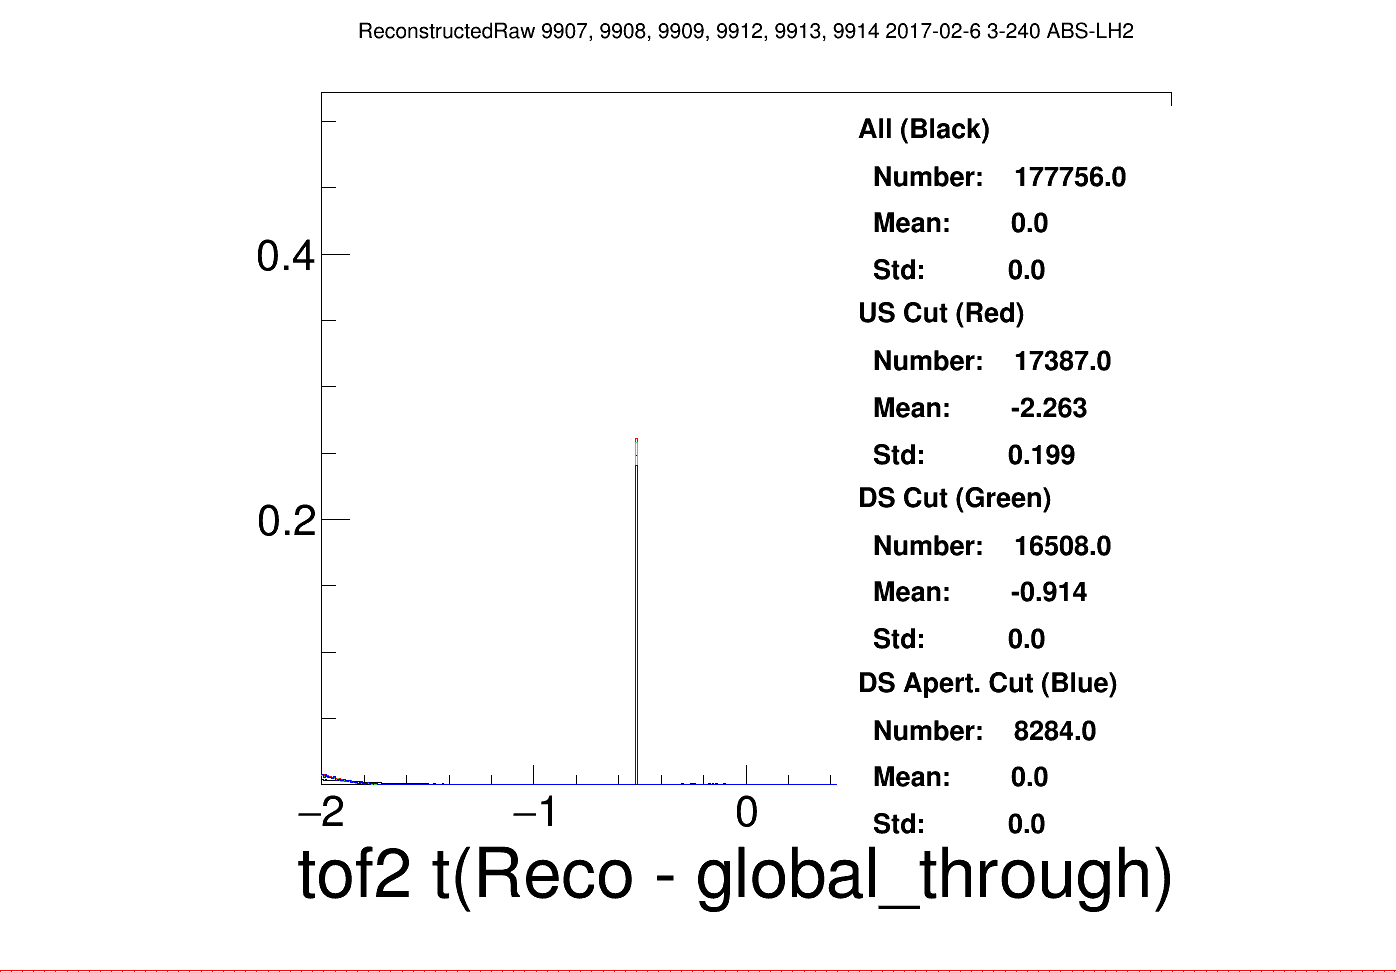 ReconstructedRaw 9907, 9908, 9909, 9912, 9913, 9914 2017-02-6 3-240 ABS-LH2
All (Black)
Number: 177756.0
Mean: 0.0
Std: 0.0
US Cut (Red)
Number: 17387.0
Mean: -2.263
Std: 0.199
DS Cut (Green)
Number: 16508.0
Mean: -0.914
Std: 0.0
DS Apert. Cut (Blue)
Number: 8284.0
Mean: 0.0
Std: 0.0
0.4
0.2
−2 −1 0
tof2 t(Reco - global_through)